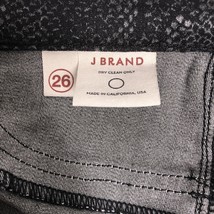 26
J BRAND
DRY CLEAN ONLY
MADE IN CALIFORNIA, USA